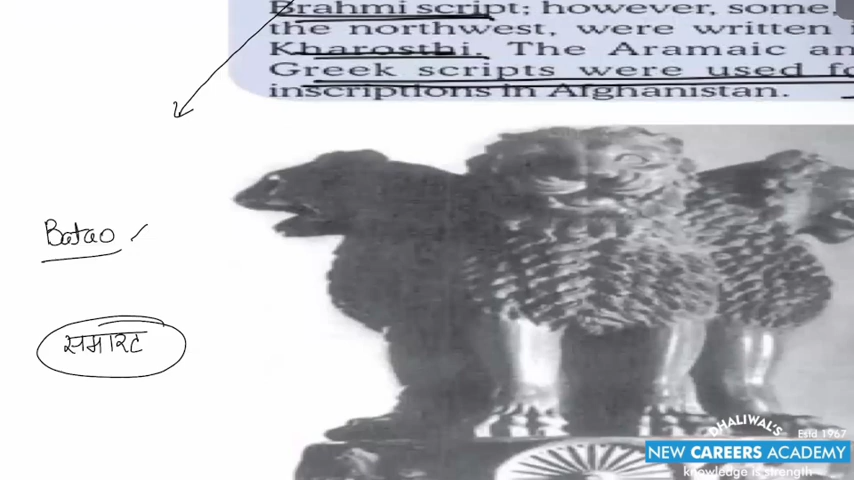 Brahmi script; however, some,
the northwest, were written
Kharosthi. The Aramaic an
Greek scripts were used fo
inscriptions in Afghanistan.
Batao
समारट
DHALIWAL'S
Estd 1967
NEW CAREERS ACADEMY
knowledge is strength